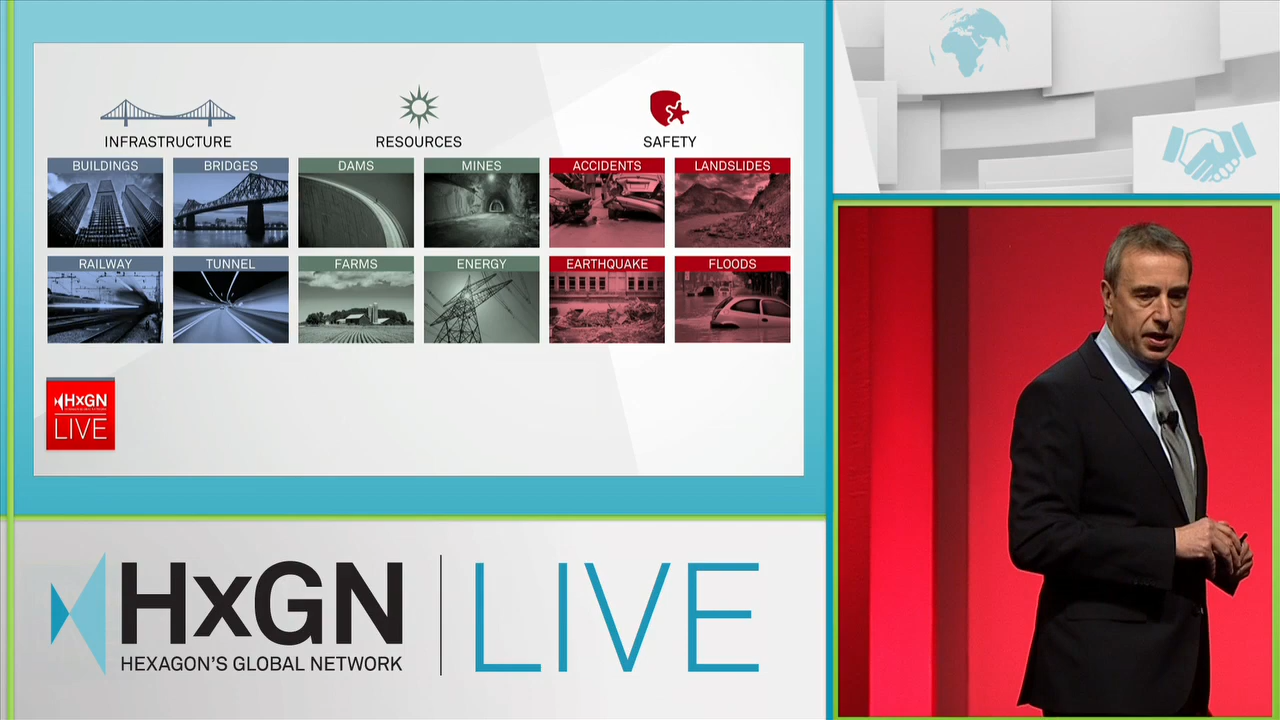 INFRASTRUCTURE
RESOURCES
SAFETY
BUILDINGS
BRIDGES
DAMS
MINES
ACCIDENTS
LANDSLIDES
RAILWAY
TUNNEL
FARMS
ENERGY
EARTHQUAKE
FLOODS
HxGN
LIVE
HxGN
HEXAGON'S GLOBAL NETWORK
LIVE